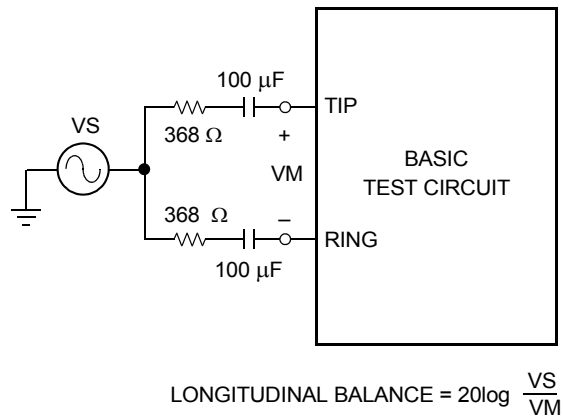 100 μF
TIP
VS
368 Ω
+
VM
BASIC
TEST CIRCUIT
368 Ω
–
RING
100 μF
LONGITUDINAL BALANCE = 20log VS
VM